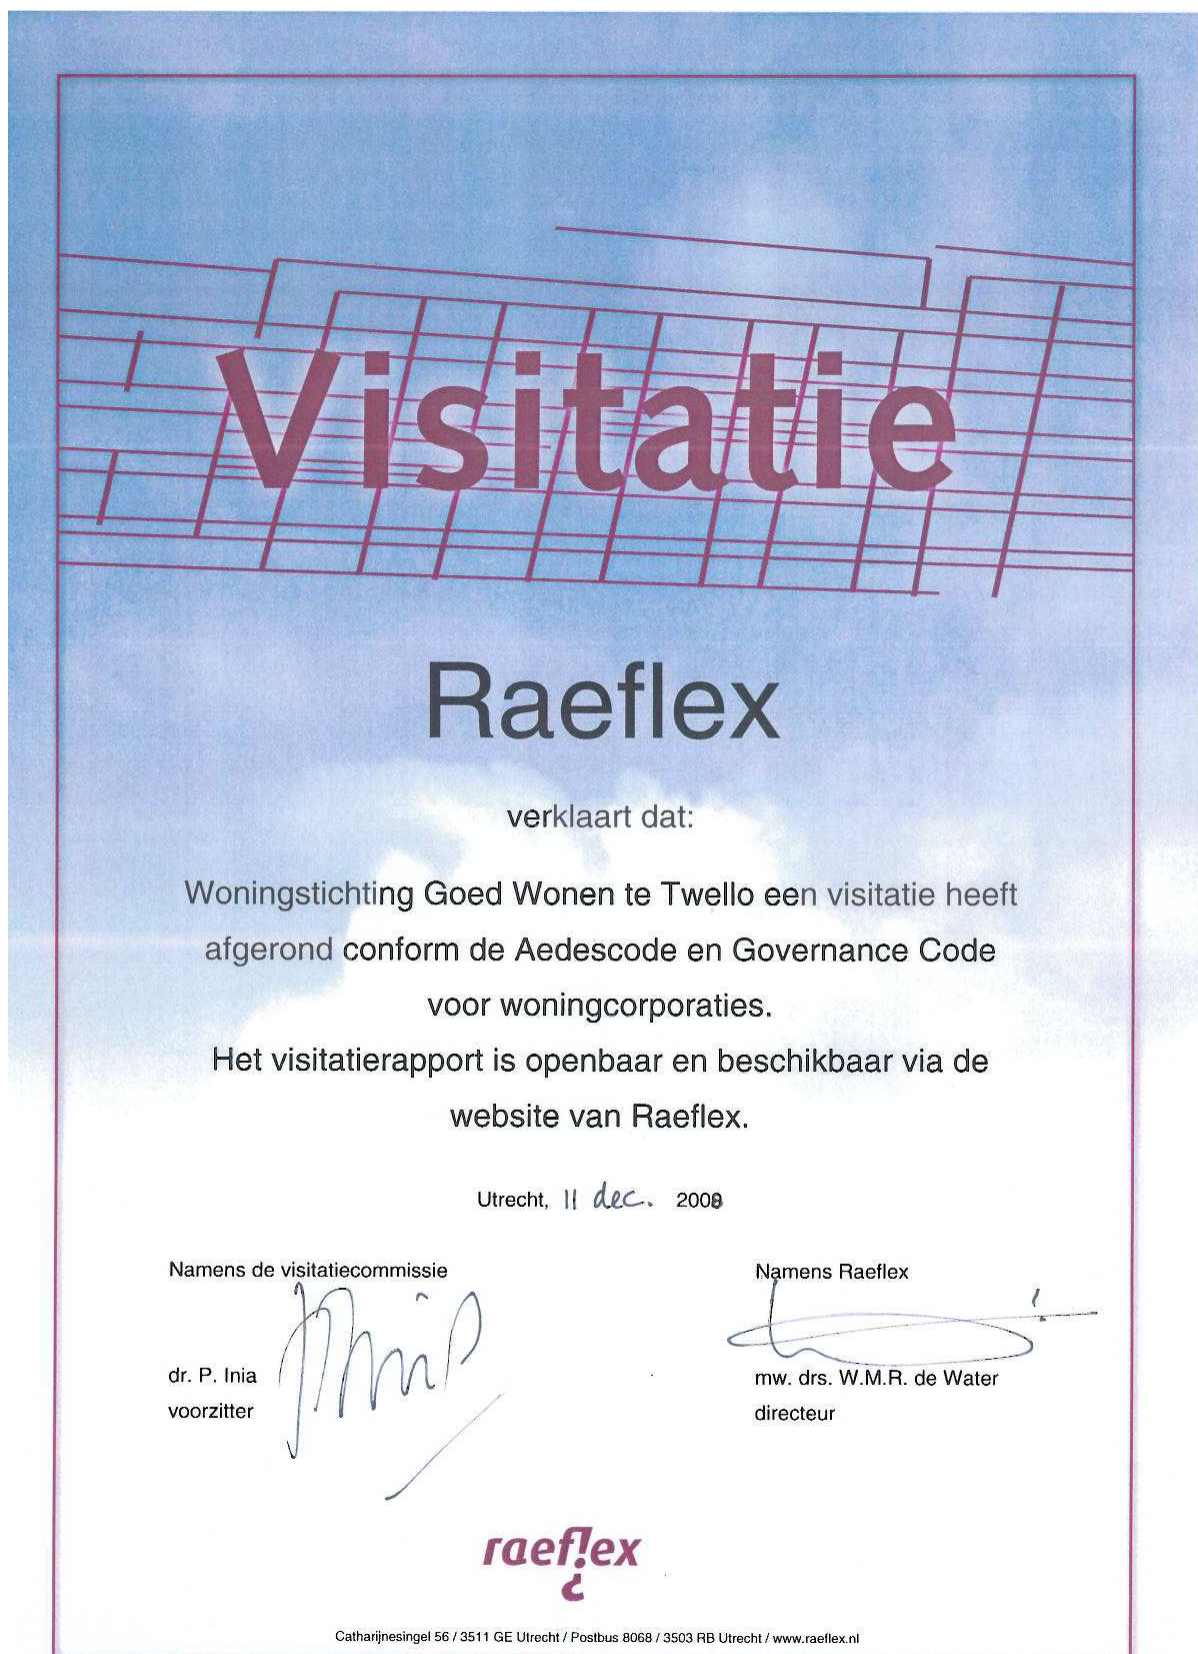 Visitatie
Raeflex
verklaart dat:
Woningstichting Goed Wonen te Twello een visitatie heeft
afgerond conform de Aedescode en Governance Code
voor woningcorporaties.
Het visitatierapport is openbaar en beschikbaar via de
website van Raeflex.
Utrecht, 11 dec. 2008
Namens de visitatiecommissie
Namens Raeflex
dr. P. Inia
voorzitter
mw. drs. W.M.R. de Water
directeur
raeflex
Catharijnesingel 56 / 3511 GE Utrecht / Postbus 8068 / 3503 RB Utrecht / www.raeflex.nl